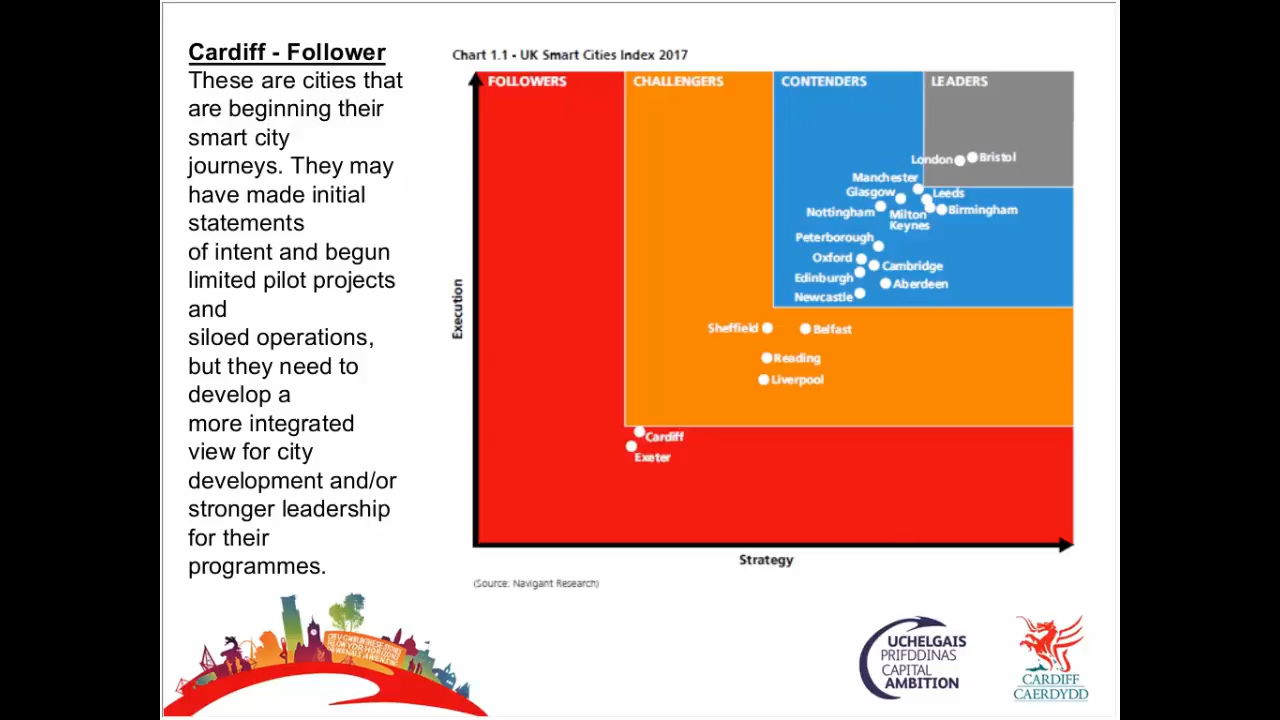 Cardiff - Follower
These are cities that
are beginning their
smart city
journeys. They may
have made initial
statements
of intent and begun
limited pilot projects
and
siloed operations,
but they need to
develop a
more integrated
view for city
development and/or
stronger leadership
for their
programmes.
Chart 1.1 - UK Smart Cities Index 2017
FOLLOWERS
CHALLENGERS
CONTENDERS
LEADERS
London
Bristol
Manchester
Glasgow
Leeds
Nottingham
Milton
Keynes
Birmingham
Peterborough
Oxford
Cambridge
Edinburgh
Aberdeen
Newcastle
Sheffield
Belfast
Reading
Liverpool
Cardiff
Exeter
Execution
Strategy
(Source: Navigant Research)
UCHELGAIS
PRIFDDINAS
CAPITAL
AMBITION
CARDIFF
CAERDYDD